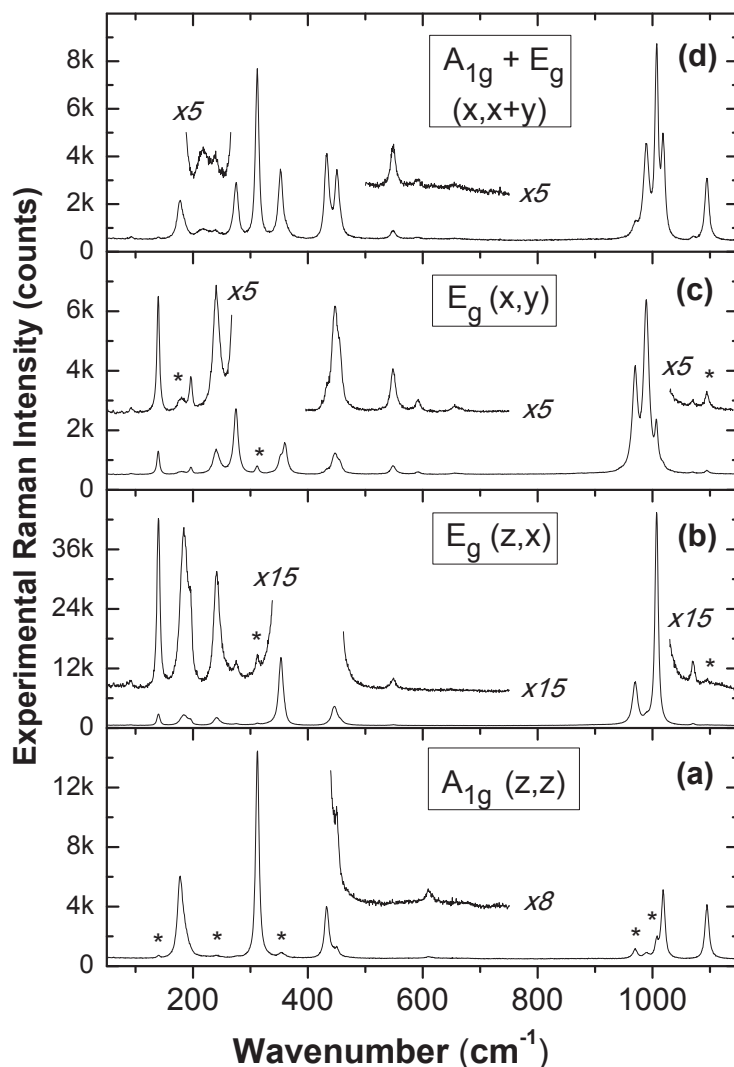 Experimental Raman Intensity (counts)
8k
6k
4k
2k
0
x5
A1g + Eg
(x,x+y)
(d)
x5
6k
4k
2k
0
*
x5
*
Eg (x,y)
x5
(c)
x5
*
36k
24k
12k
0
x15
*
Eg (z,x)
x15
(b)
x15
*
12k
8k
4k
0
*
*
*
A1g (z,z)
x8
(a)
*
*
200
400
600
800
1000
Wavenumber (cm-1)